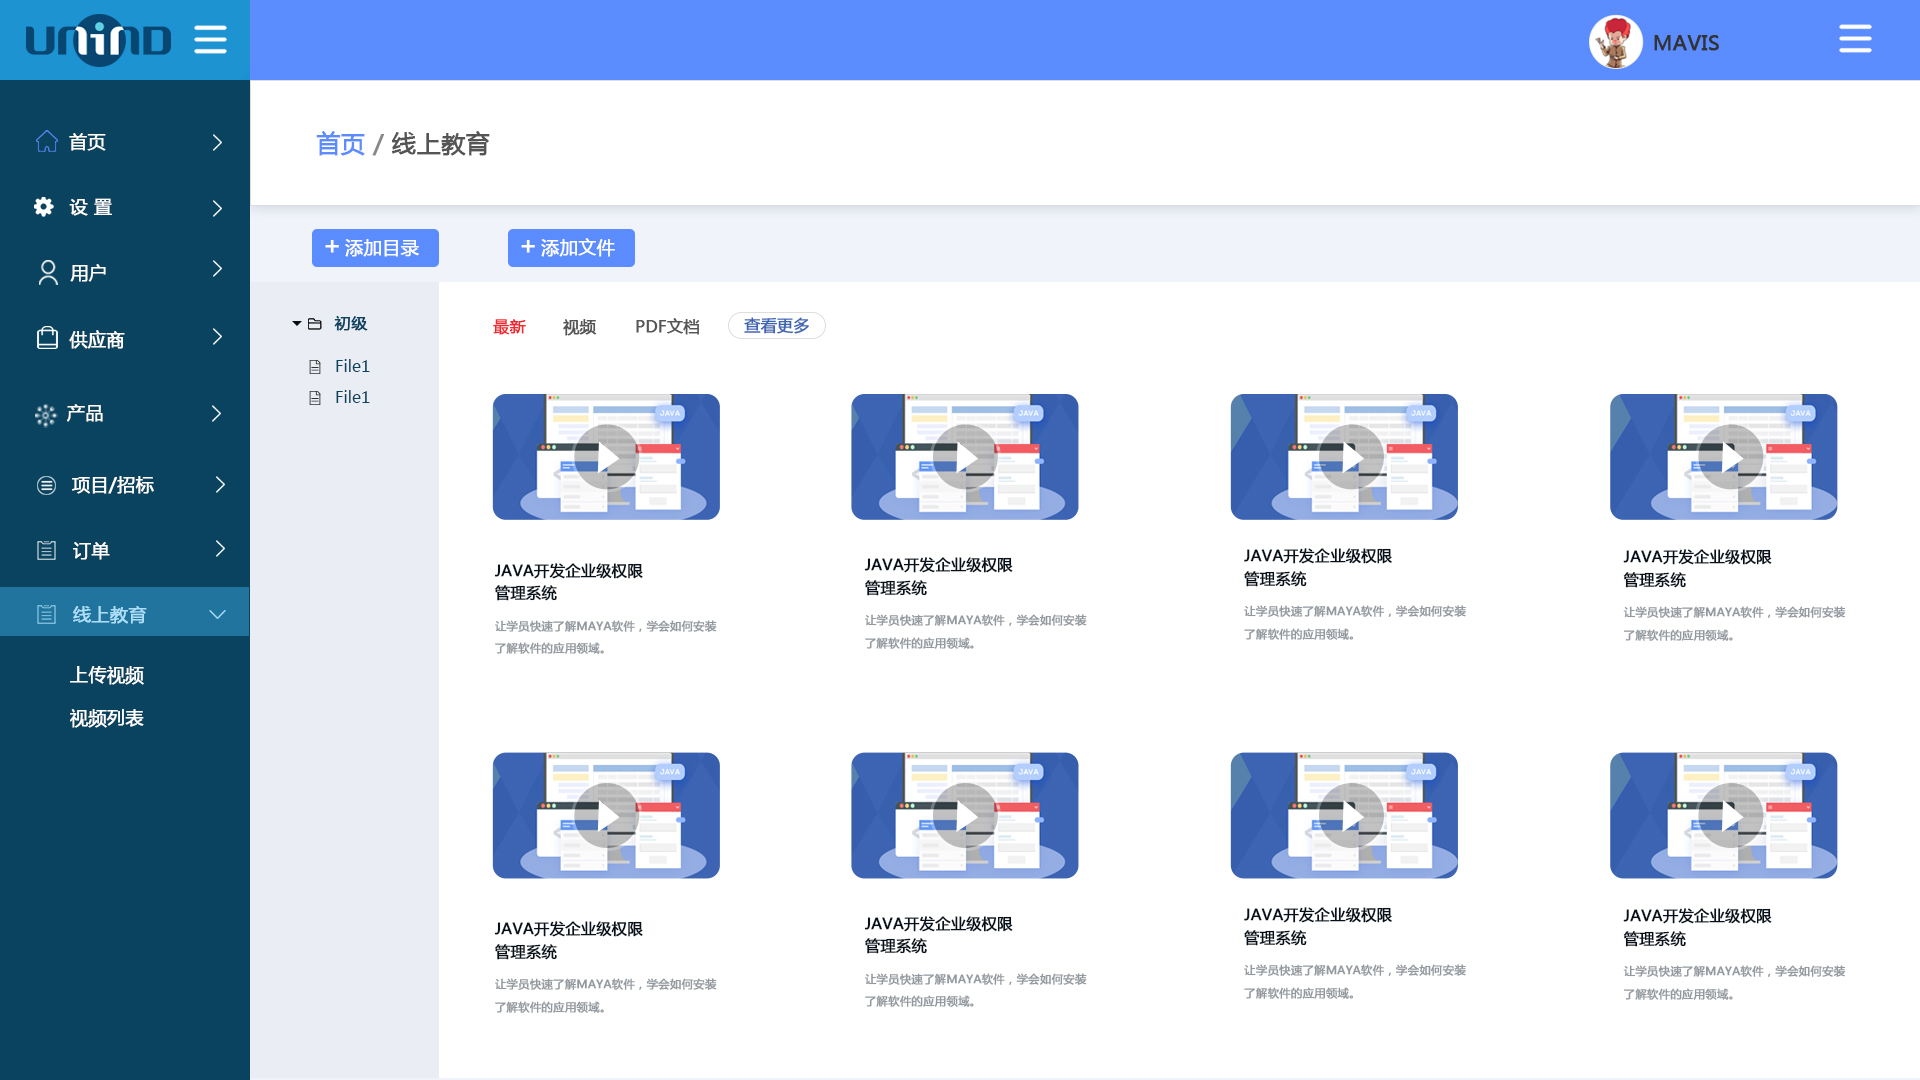 UNIND
MAVIS
首页
设 置
用户
供应商
产品
项目/招标
订单
线上教育
上传视频
视频列表
首页 / 线上教育
+ 添加目录
+ 添加文件
初级
File1
File1
最新
视频
PDF文档
查看更多
JAVA
JAVA
JAVA
JAVA
JAVA开发企业级权限
管理系统
让学员快速了解MAYA软件，学会如何安装
了解软件的应用领域。
JAVA开发企业级权限
管理系统
让学员快速了解MAYA软件，学会如何安装
了解软件的应用领域。
JAVA开发企业级权限
管理系统
让学员快速了解MAYA软件，学会如何安装
了解软件的应用领域。
JAVA开发企业级权限
管理系统
让学员快速了解MAYA软件，学会如何安装
了解软件的应用领域。
JAVA
JAVA
JAVA
JAVA
JAVA开发企业级权限
管理系统
让学员快速了解MAYA软件，学会如何安装
了解软件的应用领域。
JAVA开发企业级权限
管理系统
让学员快速了解MAYA软件，学会如何安装
了解软件的应用领域。
JAVA开发企业级权限
管理系统
让学员快速了解MAYA软件，学会如何安装
了解软件的应用领域。
JAVA开发企业级权限
管理系统
让学员快速了解MAYA软件，学会如何安装
了解软件的应用领域。